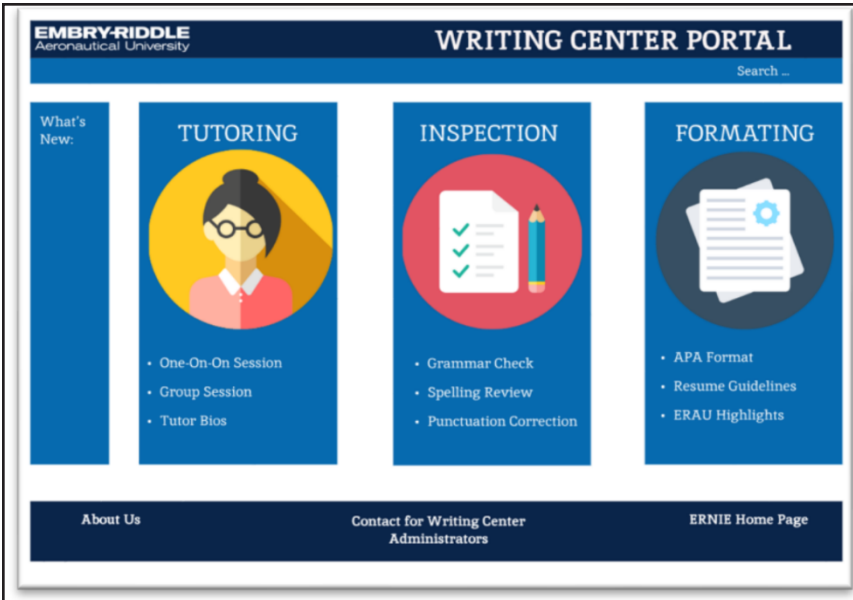 EMBRY-RIDDLE
Aeronautical University
WRITING CENTER PORTAL
Search ...
What's
New:
TUTORING
• One-On-On Session
• Group Session
• Tutor Bios
INSPECTION
• Grammar Check
• Spelling Review
• Punctuation Correction
FORMATING
• APA Format
• Resume Guidelines
• ERAU Highlights
About Us
Contact for Writing Center
Administrators
ERNIE Home Page